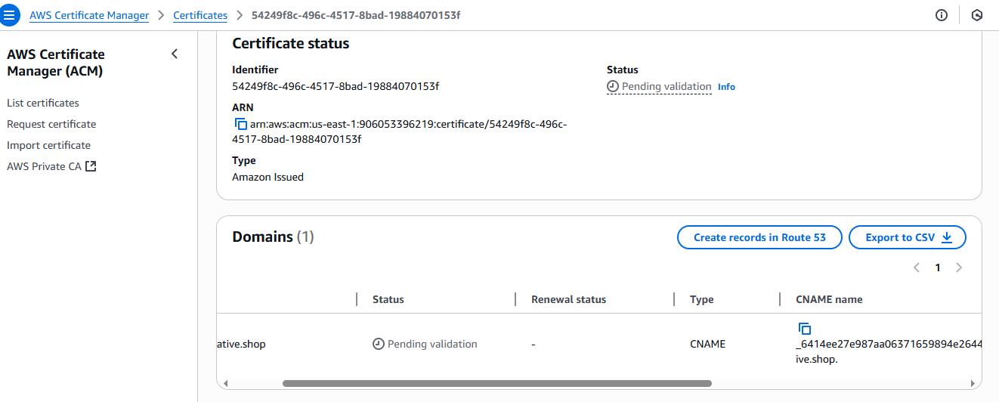 AWS Certificate Manager > Certificates > 54249f8c-496c-4517-8bad-19884070153f
AWS Certificate
Manager (ACM)
List certificates
Request certificate
Import certificate
AWS Private CA
Certificate status
Identifier
54249f8c-496c-4517-8bad-19884070153f
Status
Pending validation Info
ARN
arn:aws:acm:us-east-1:906053396219:certificate/54249f8c-496c-
4517-8bad-19884070153f
Type
Amazon Issued
Domains (1)
Create records in Route 53
Export to CSV
1
Status Renewal status Type CNAME name
ative.shop Pending validation - CNAME _6414ee27e987aa06371659894e2644
ive.shop.